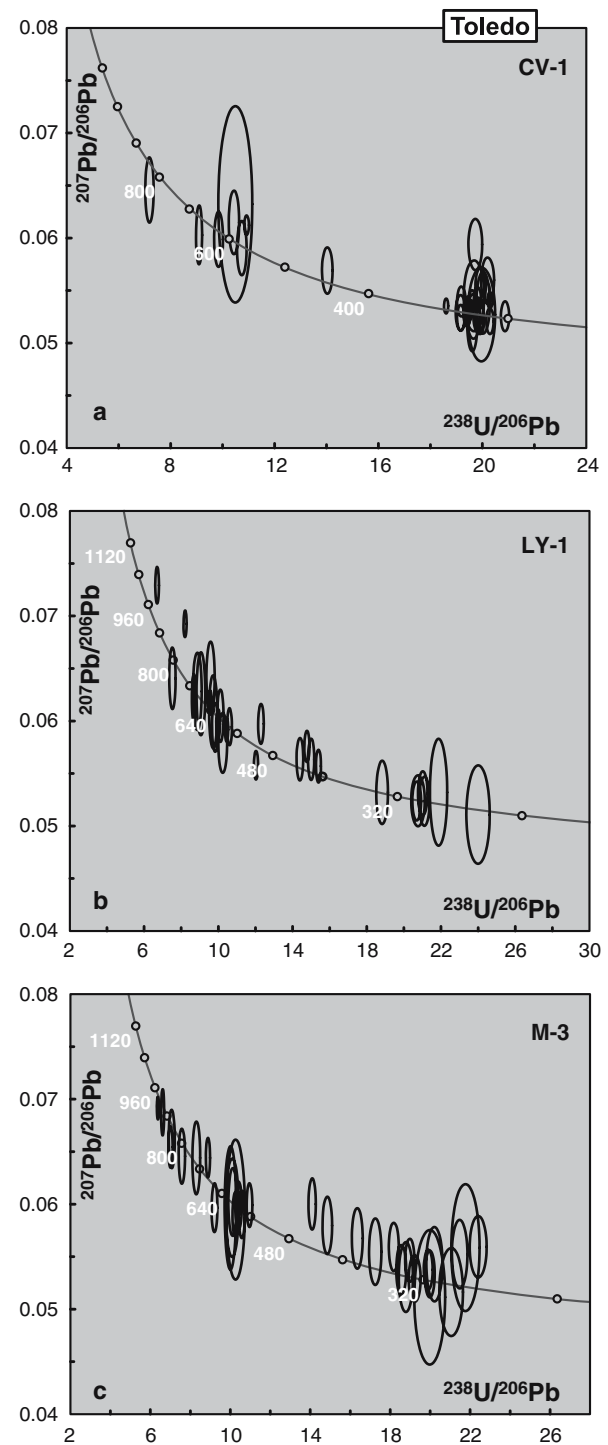 Toledo
0.08
CV-1
0.07
²⁰⁷Pb/²⁰⁶Pb
800
0.06
600
400
0.05
a
²³⁸U/²⁰⁶Pb
0.04
4 8 12 16 20 24
0.08
LY-1
1120
0.07
960
²⁰⁷Pb/²⁰⁶Pb
800
0.06
640
480
320
0.05
b
²³⁸U/²⁰⁶Pb
0.04
2 6 10 14 18 22 26 30
0.08
M-3
1120
0.07
960
²⁰⁷Pb/²⁰⁶Pb
800
0.06
640
480
320
0.05
c
²³⁸U/²⁰⁶Pb
0.04
2 6 10 14 18 22 26